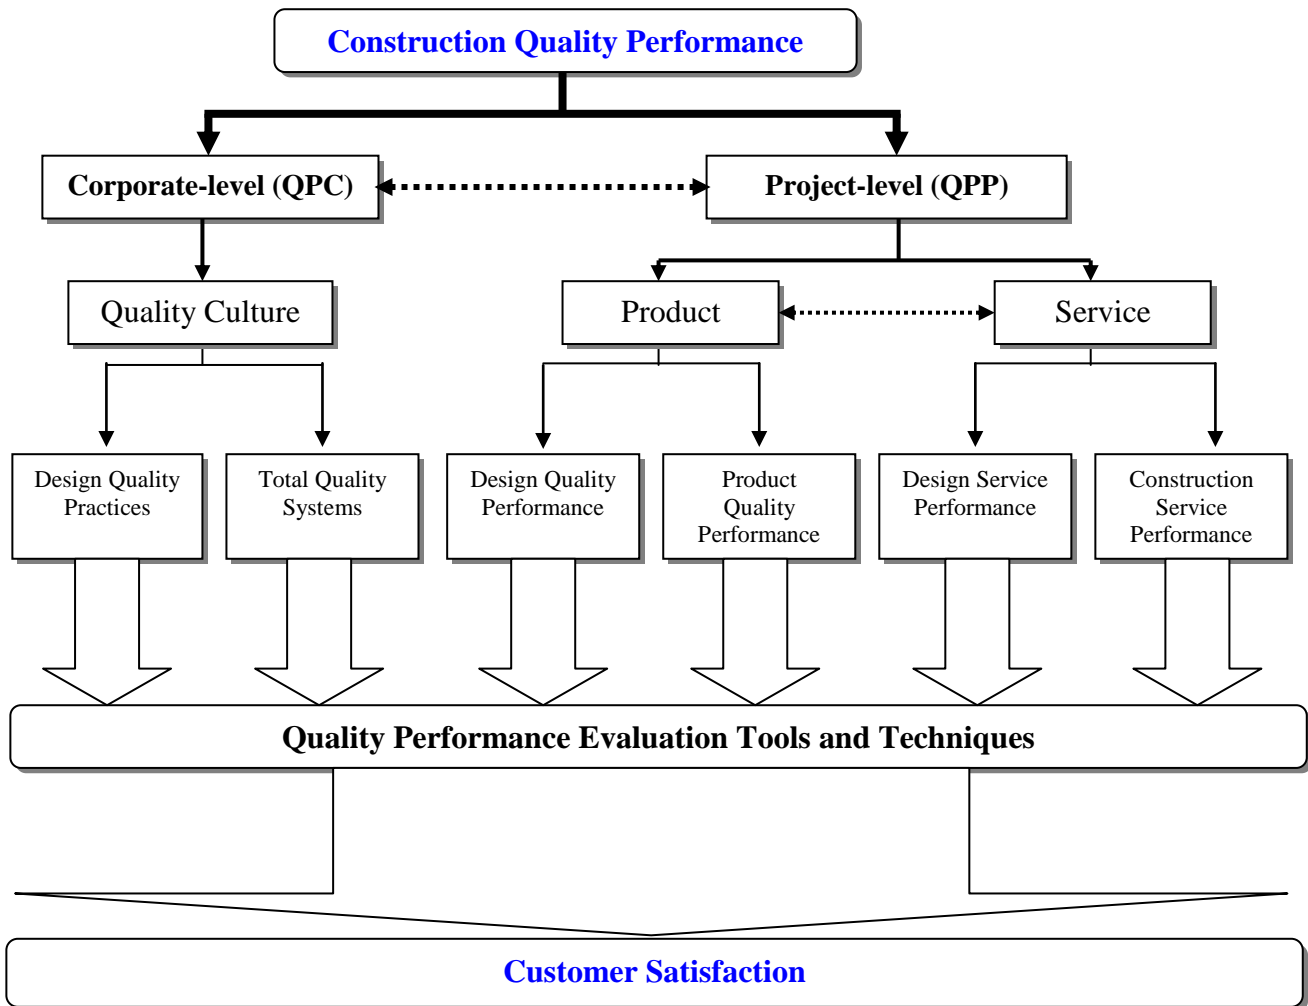 Construction Quality Performance
Corporate-level (QPC)
Project-level (QPP)
Quality Culture
Product
Service
Design Quality
Practices
Total Quality
Systems
Design Quality
Performance
Product
Quality
Performance
Design Service
Performance
Construction
Service
Performance
Quality Performance Evaluation Tools and Techniques
Customer Satisfaction